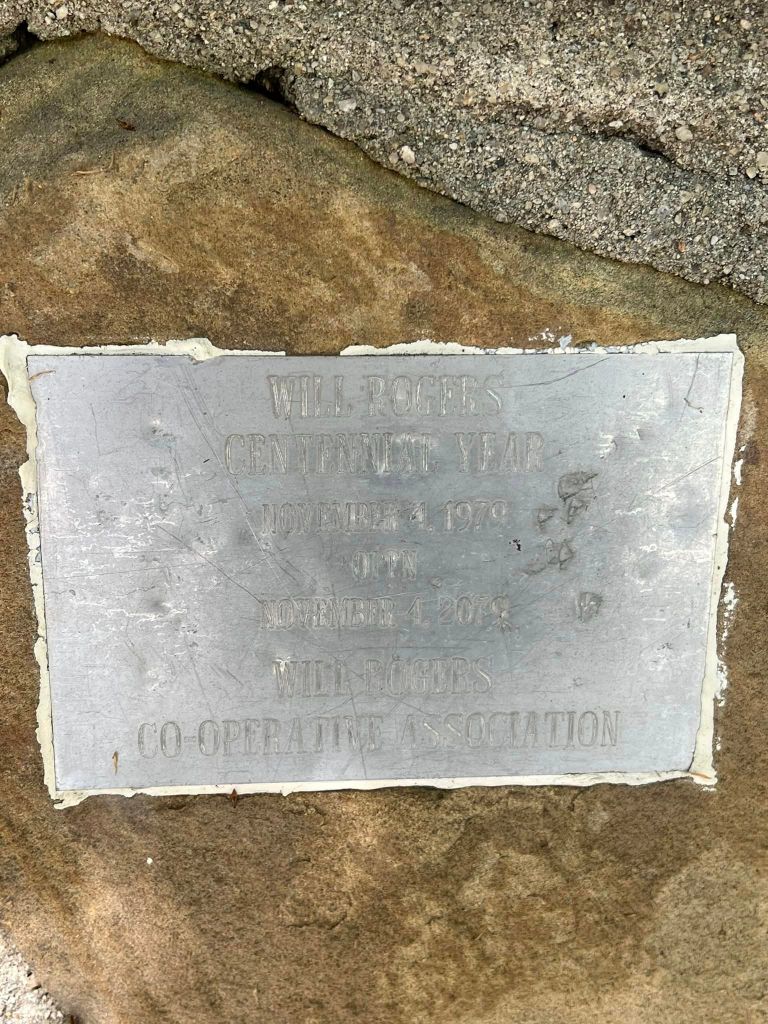 WILL ROGERS
CENTENNIAL YEAR
NOVEMBER 4, 1979
OPEN
NOVEMBER 4, 2079
WILL ROGERS
CO-OPERATIVE ASSOCIATION